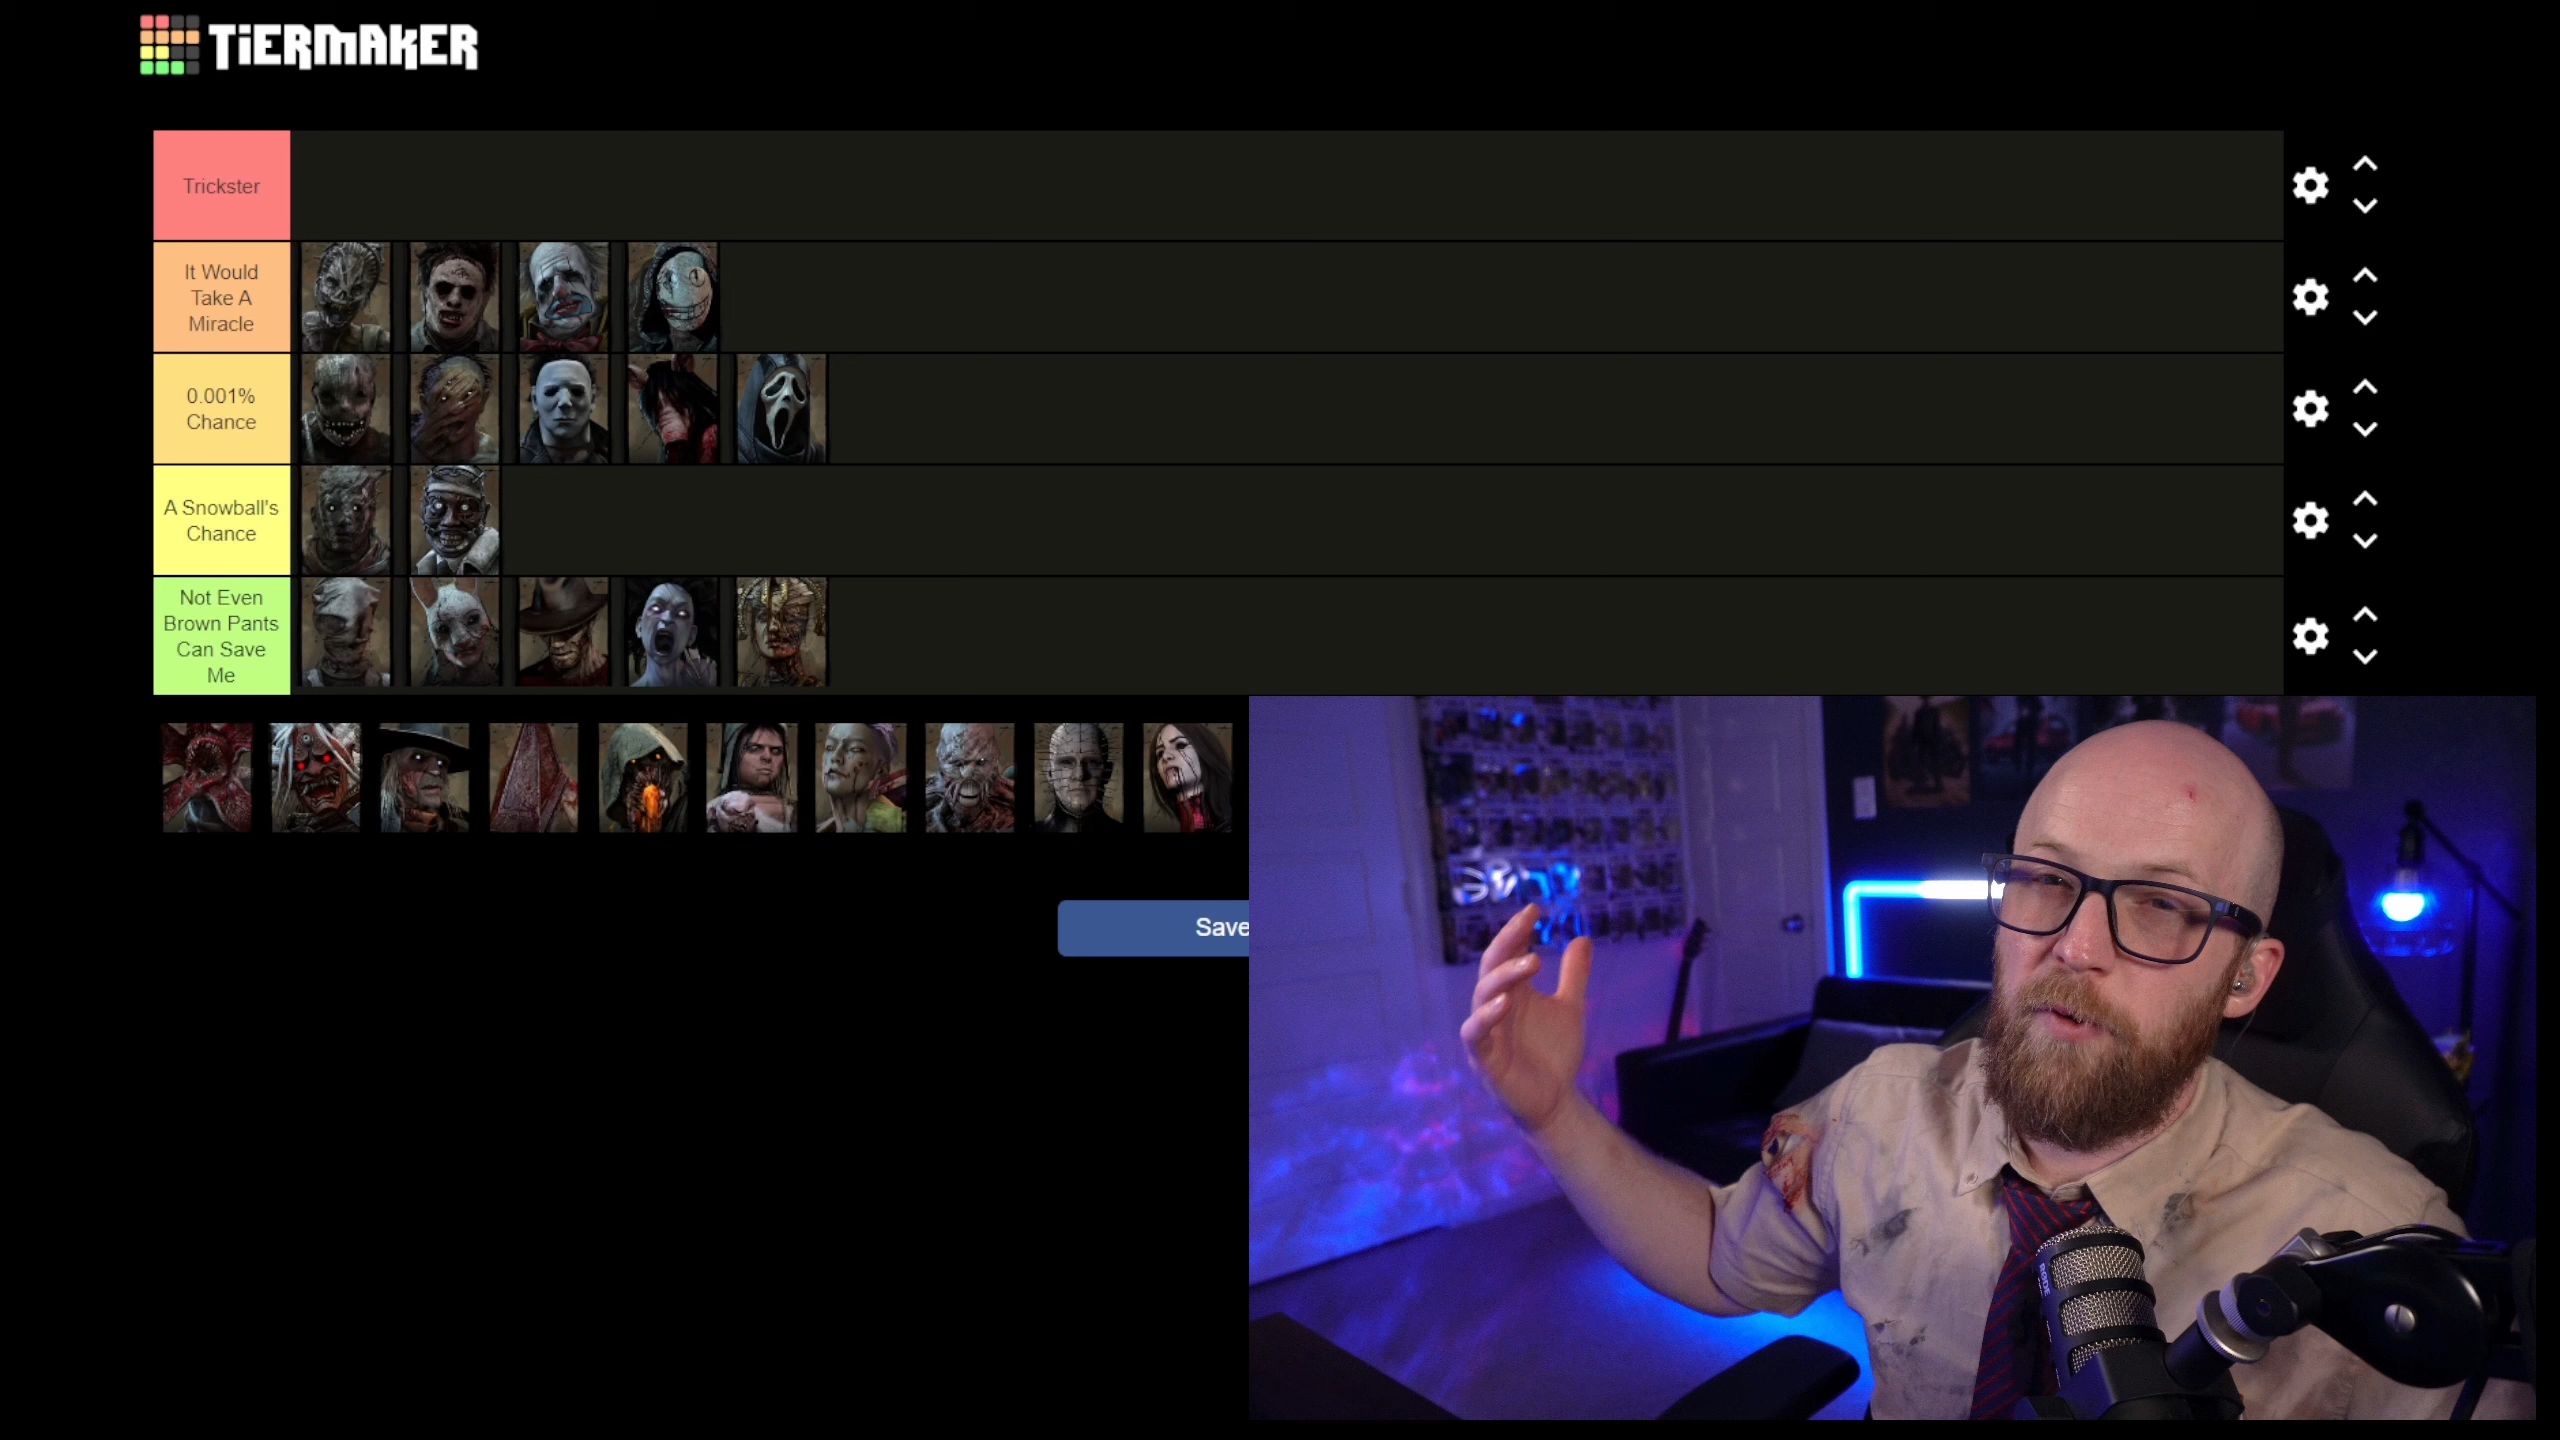 TiERMAKER
Trickster
It Would
Take A
Miracle
0.001%
Chance
A Snowball's
Chance
Not Even
Brown Pants
Can Save
Me
Save
RODE